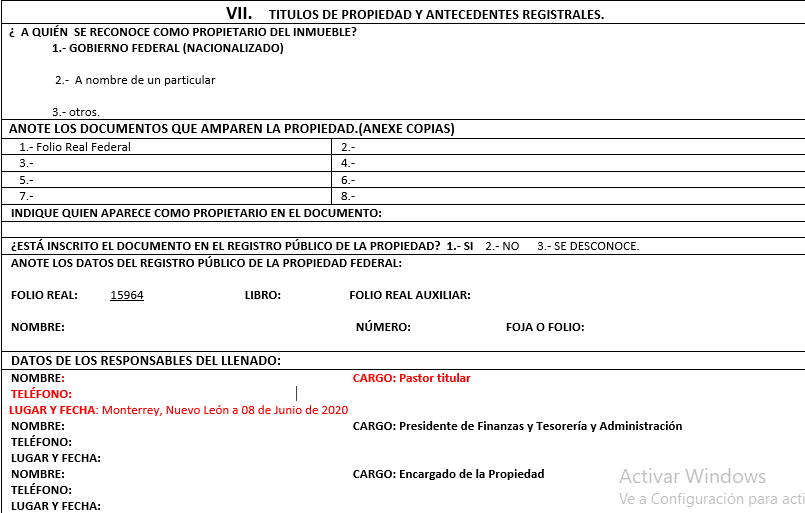 VII. TITULOS DE PROPIEDAD Y ANTECEDENTES REGISTRALES.
¿ A QUIÉN SE RECONOCE COMO PROPIETARIO DEL INMUEBLE?
1.- GOBIERNO FEDERAL (NACIONALIZADO)
2.- A nombre de un particular
3.- otros.
ANOTE LOS DOCUMENTOS QUE AMPAREN LA PROPIEDAD.(ANEXE COPIAS)
1.- Folio Real Federal 2.-
3.- 4.-
5.- 6.-
7.- 8.-
INDIQUE QUIEN APARECE COMO PROPIETARIO EN EL DOCUMENTO:
¿ESTÁ INSCRITO EL DOCUMENTO EN EL REGISTRO PÚBLICO DE LA PROPIEDAD? 1.- SI 2.- NO 3.- SE DESCONOCE.
ANOTE LOS DATOS DEL REGISTRO PÚBLICO DE LA PROPIEDAD FEDERAL:
FOLIO REAL: 15964 LIBRO: FOLIO REAL AUXILIAR:
NOMBRE: NÚMERO: FOJA O FOLIO:
DATOS DE LOS RESPONSABLES DEL LLENADO:
NOMBRE: CARGO: Pastor titular
TELÉFONO:
LUGAR Y FECHA: Monterrey, Nuevo León a 08 de Junio de 2020
NOMBRE: CARGO: Presidente de Finanzas y Tesorería y Administración
TELÉFONO:
LUGAR Y FECHA:
NOMBRE: CARGO: Encargado de la Propiedad
TELÉFONO:
LUGAR Y FECHA:
Activar Windows
Ve a Configuración para acti